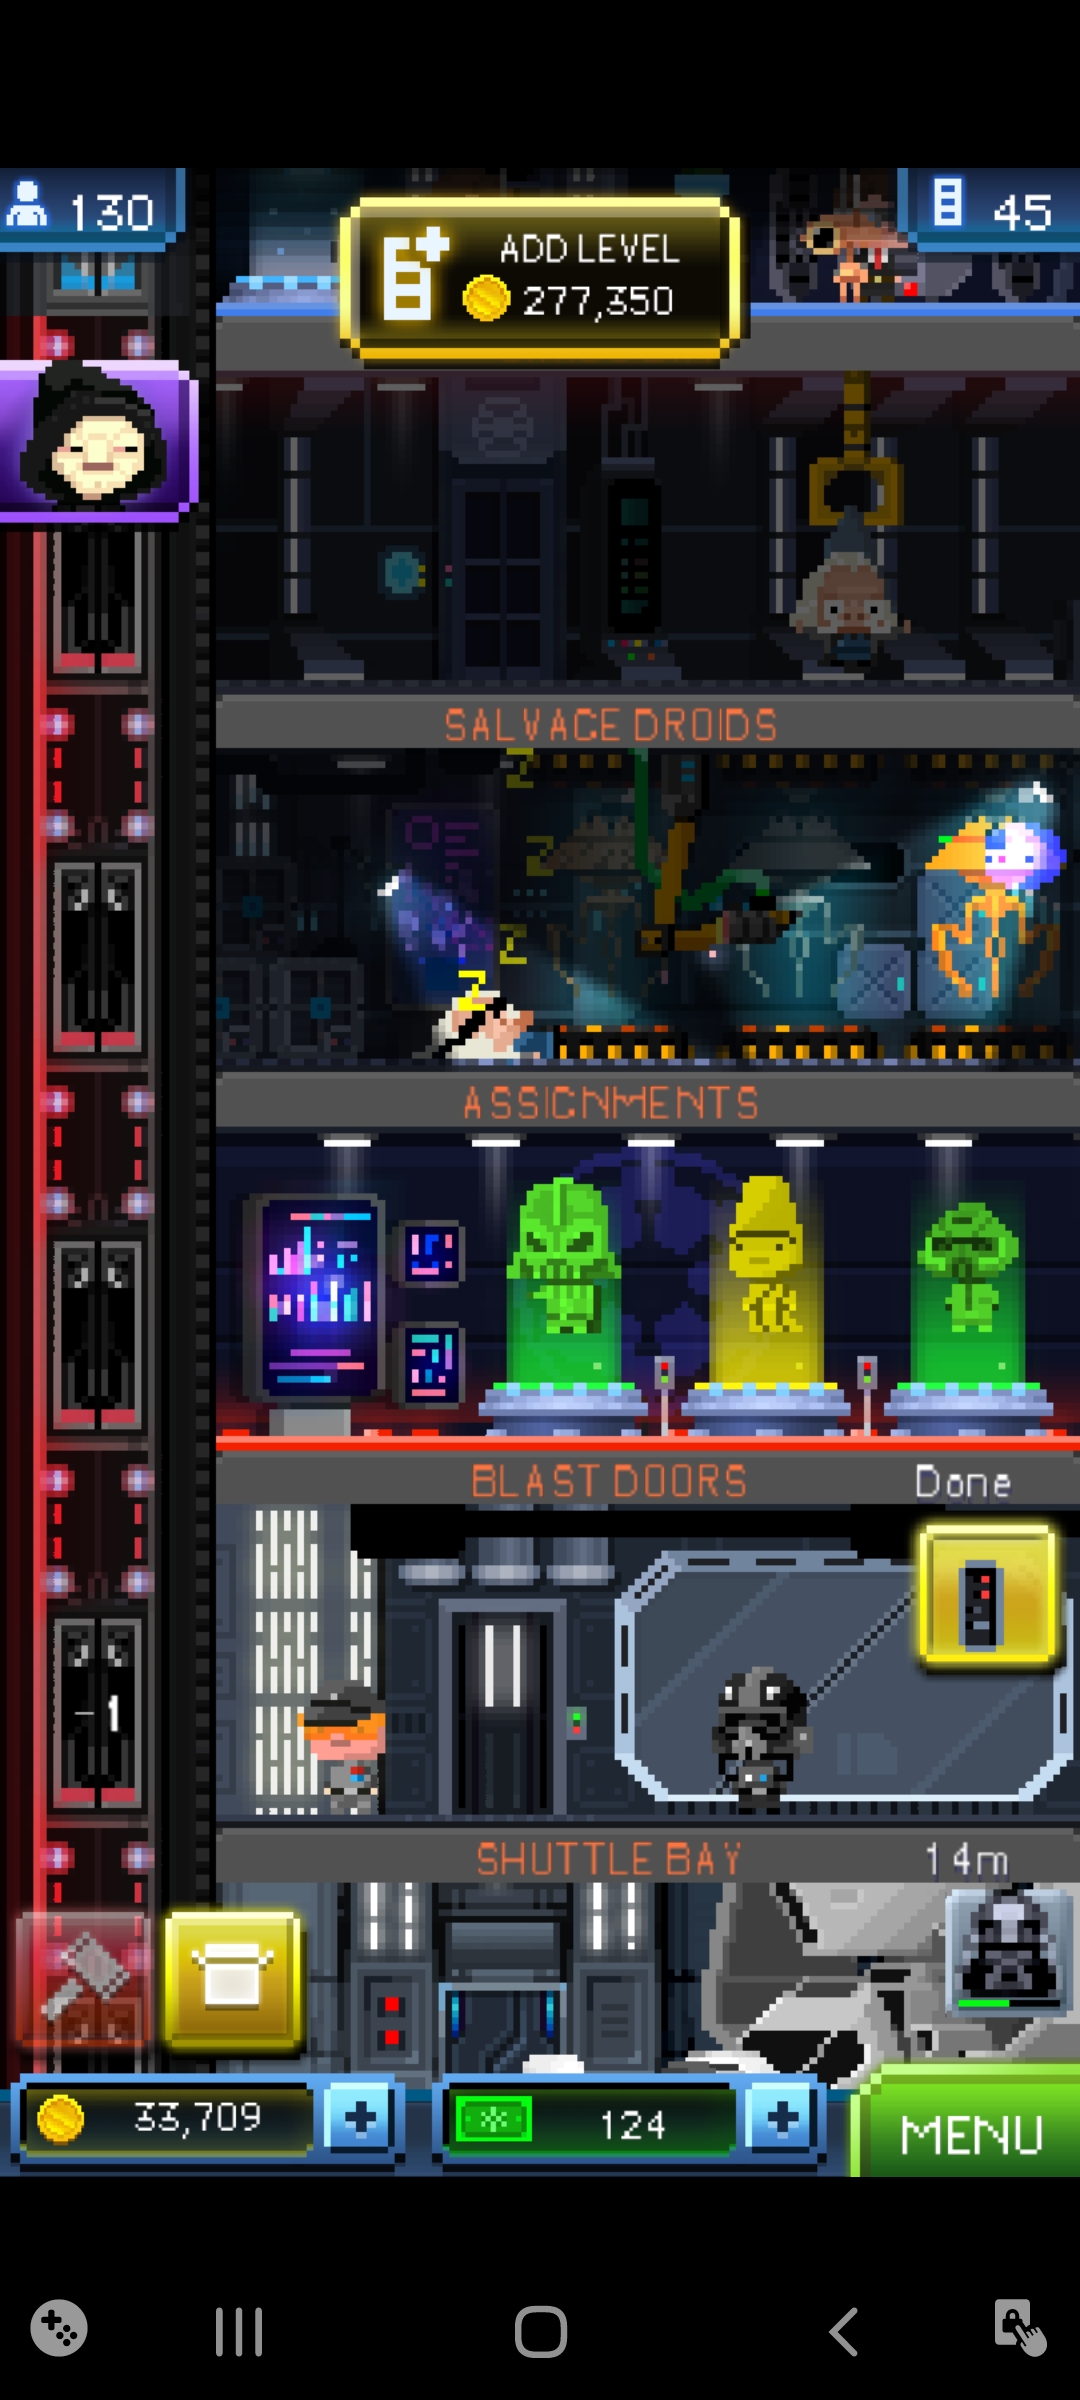 130
ADD LEVEL
277,350
45
SALVAGE DROIDS
Z
Z
Z
Z
ASSIGNMENTS
BLAST DOORS
Done
-1
SHUTTLE BAY
14m
33,709
124
MENU